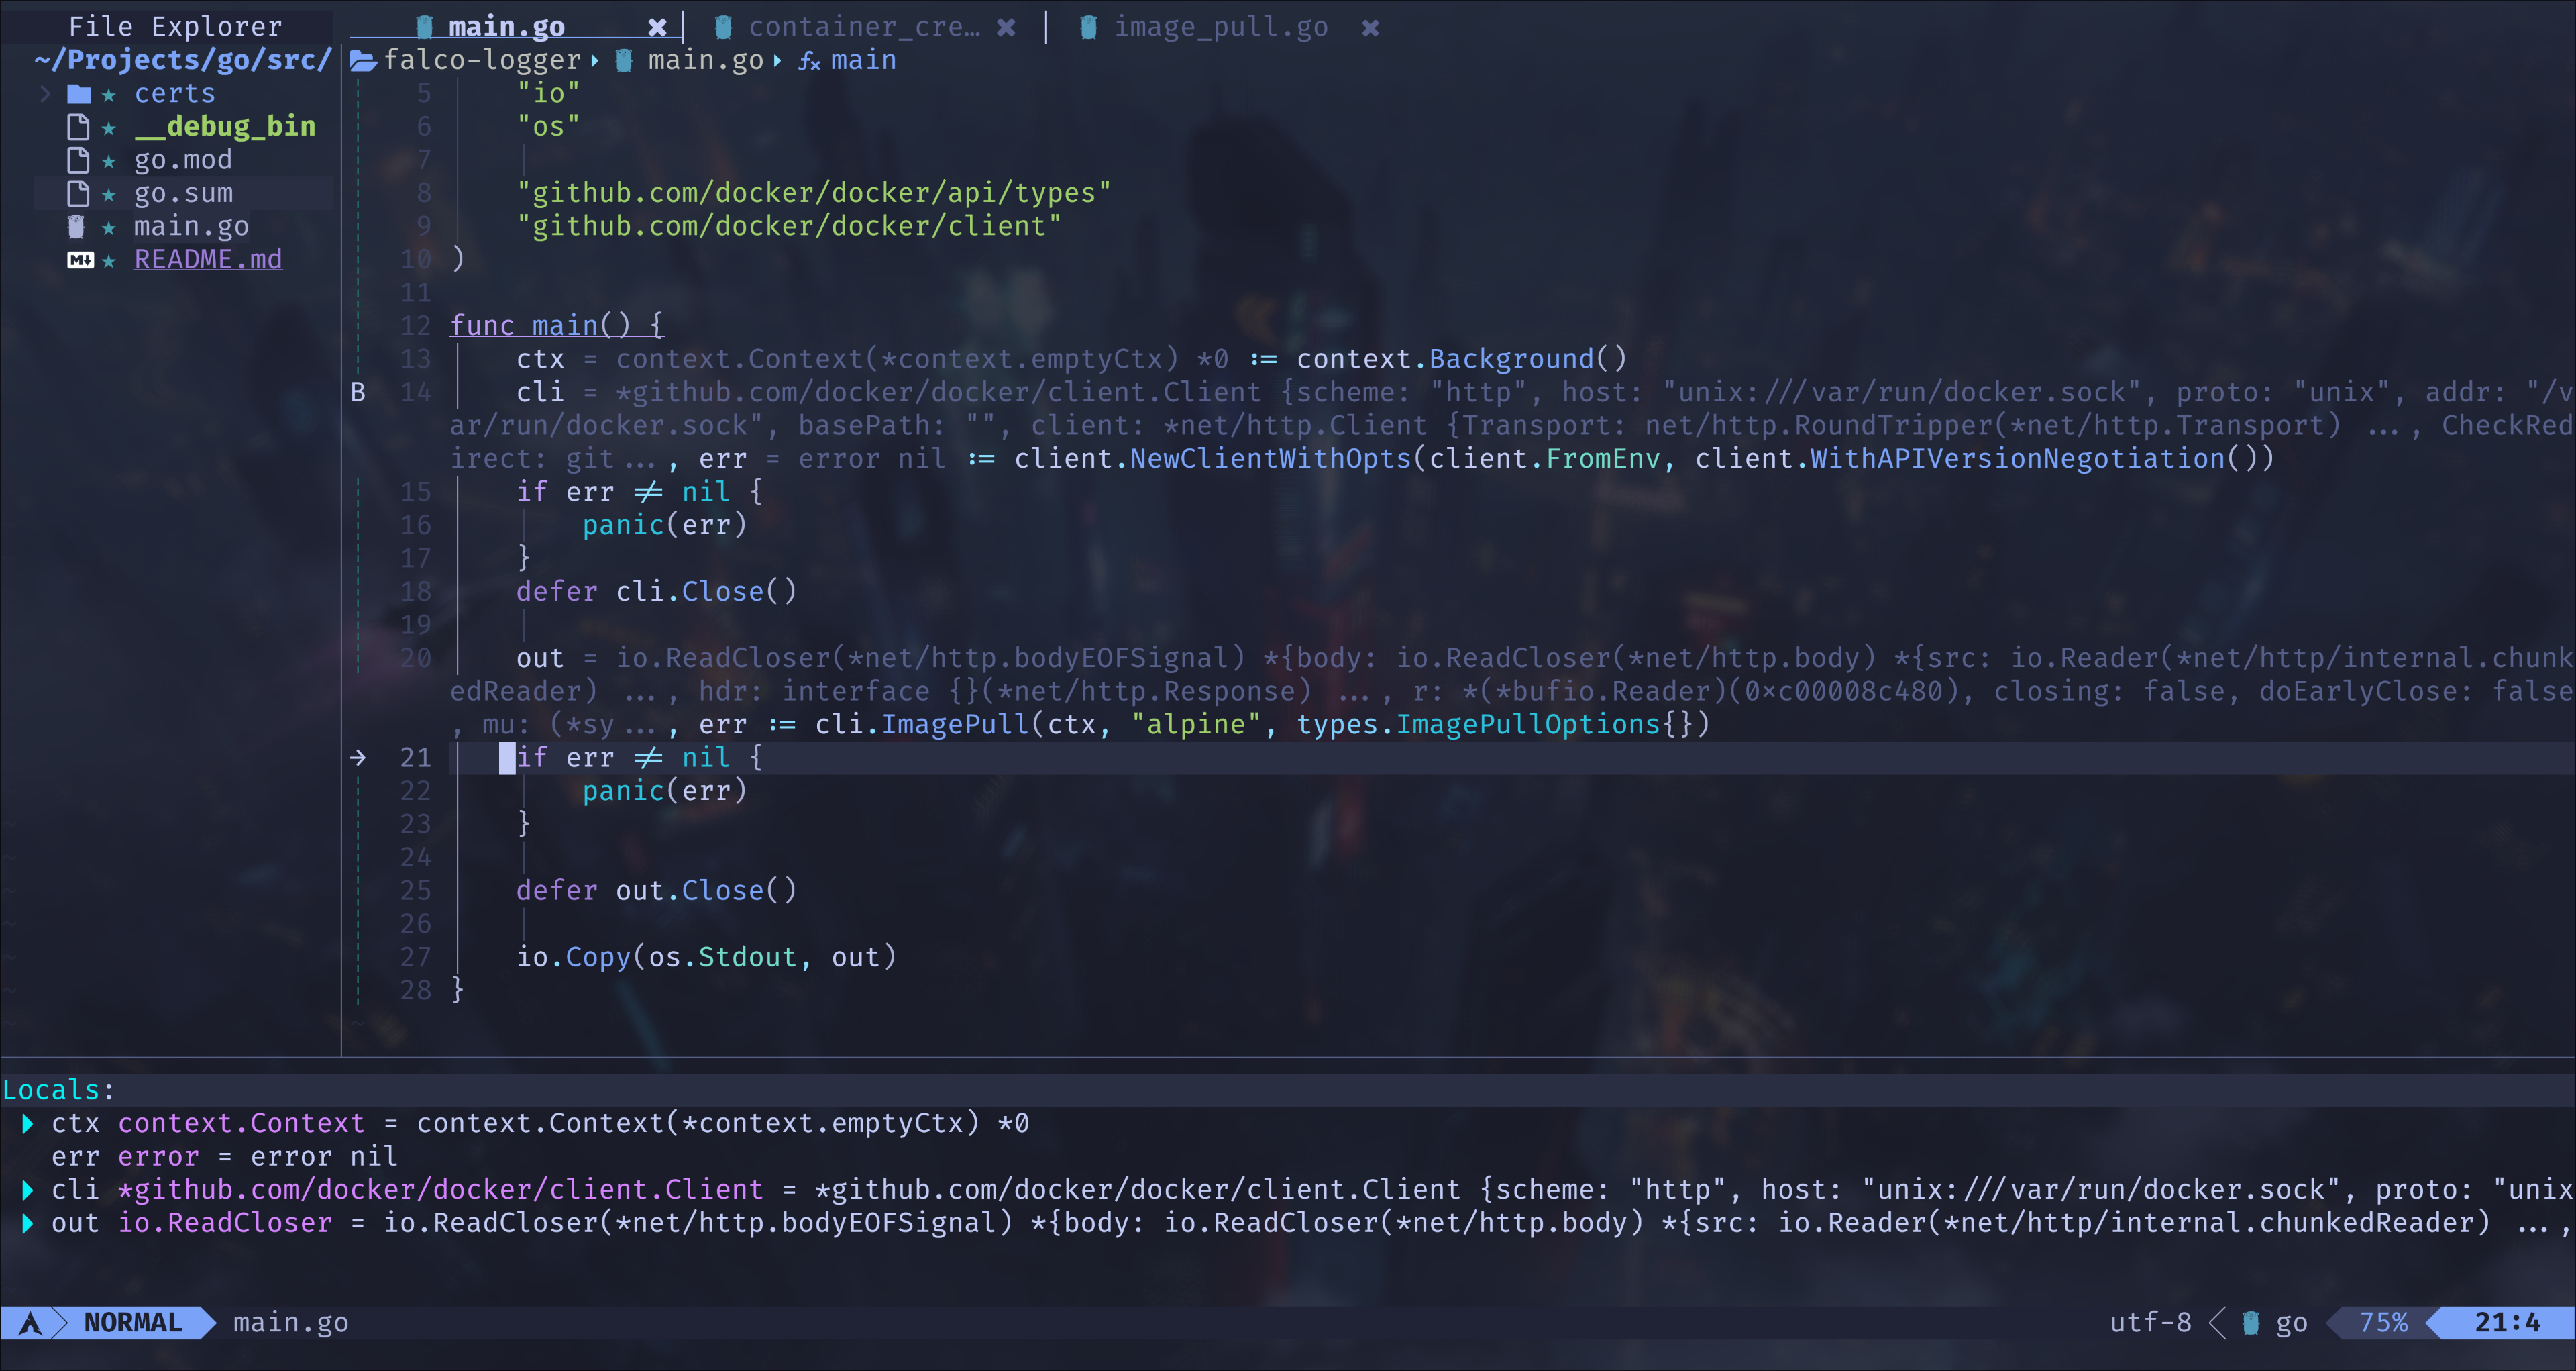 File Explorer
main.go ✖ container_cre… ✖ image_pull.go ✖
~/Projects/go/src/
falco-logger main.go fx main
certs
__debug_bin
go.mod
go.sum
main.go
README.md
5 "io"
6 "os"
7
8 "github.com/docker/docker/api/types"
9 "github.com/docker/docker/client"
10 )
11
12 func main() {
13 ctx = context.Context(*context.emptyCtx) *0 := context.Background()
B 14 cli = *github.com/docker/docker/client.Client {scheme: "http", host: "unix:///var/run/docker.sock", proto: "unix", addr: "/v
ar/run/docker.sock", basePath: "", client: *net/http.Client {Transport: net/http.RoundTripper(*net/http.Transport) ..., CheckRed
irect: git..., err = error nil := client.NewClientWithOpts(client.FromEnv, client.WithAPIVersionNegotiation())
15 if err != nil {
16 panic(err)
17 }
18 defer cli.Close()
19
20 out = io.ReadCloser(*net/http.bodyEOFSignal) *{body: io.ReadCloser(*net/http.body) *{src: io.Reader(*net/http/internal.chunk
edReader) ..., hdr: interface {}(*net/http.Response) ..., r: *(*bufio.Reader)(0xc00008c480), closing: false, doEarlyClose: false
, mu: (*sy..., err := cli.ImagePull(ctx, "alpine", types.ImagePullOptions{})
→ 21 if err != nil {
22 panic(err)
23 }
24
25 defer out.Close()
26
27 io.Copy(os.Stdout, out)
28 }
Locals:
ctx context.Context = context.Context(*context.emptyCtx) *0
err error = error nil
cli *github.com/docker/docker/client.Client = *github.com/docker/docker/client.Client {scheme: "http", host: "unix:///var/run/docker.sock", proto: "unix
out io.ReadCloser = io.ReadCloser(*net/http.bodyEOFSignal) *{body: io.ReadCloser(*net/http.body) *{src: io.Reader(*net/http/internal.chunkedReader) ...,
NORMAL main.go utf-8 go 75% 21:4